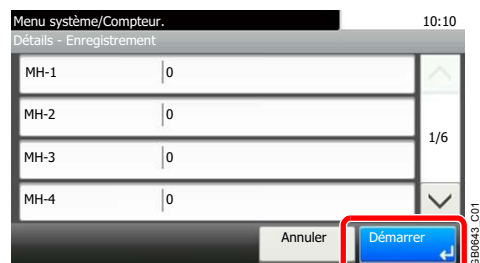 Menu système/Compteur. 10:10
Détails - Enregistrement
MH-1 0
MH-2 0
1/6
MH-3 0
MH-4 0
Annuler Démarrer
GB0643_C01